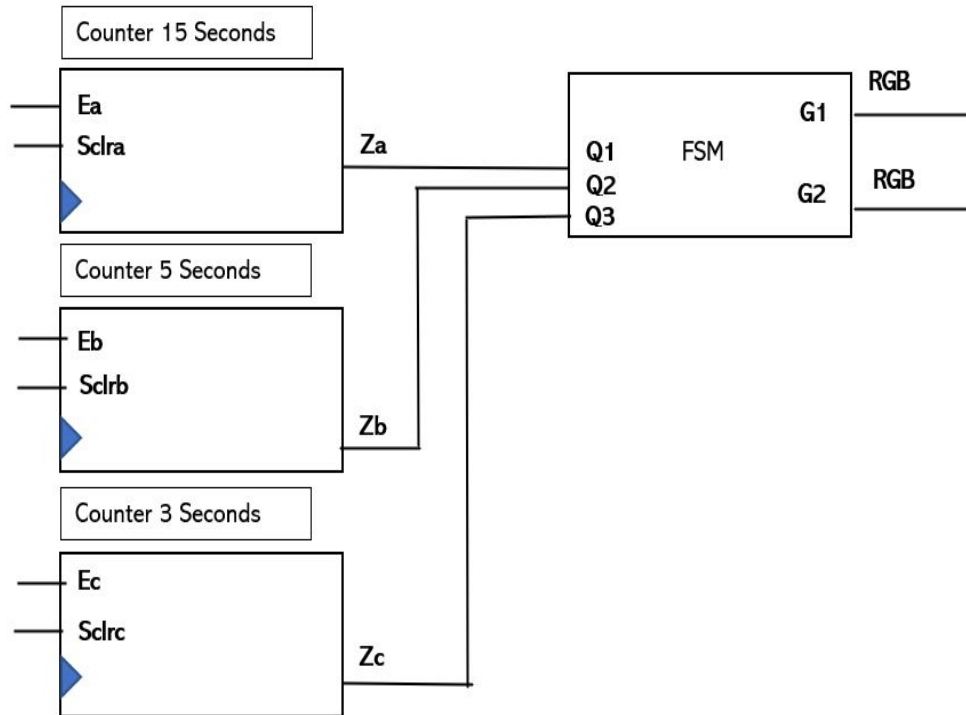 Counter 15 Seconds
Ea
Sclra
Za
Counter 5 Seconds
Eb
Sclrb
Zb
Counter 3 Seconds
Ec
Sclrc
Zc
Q1
Q2
Q3
FSM
G1
G2
RGB
RGB